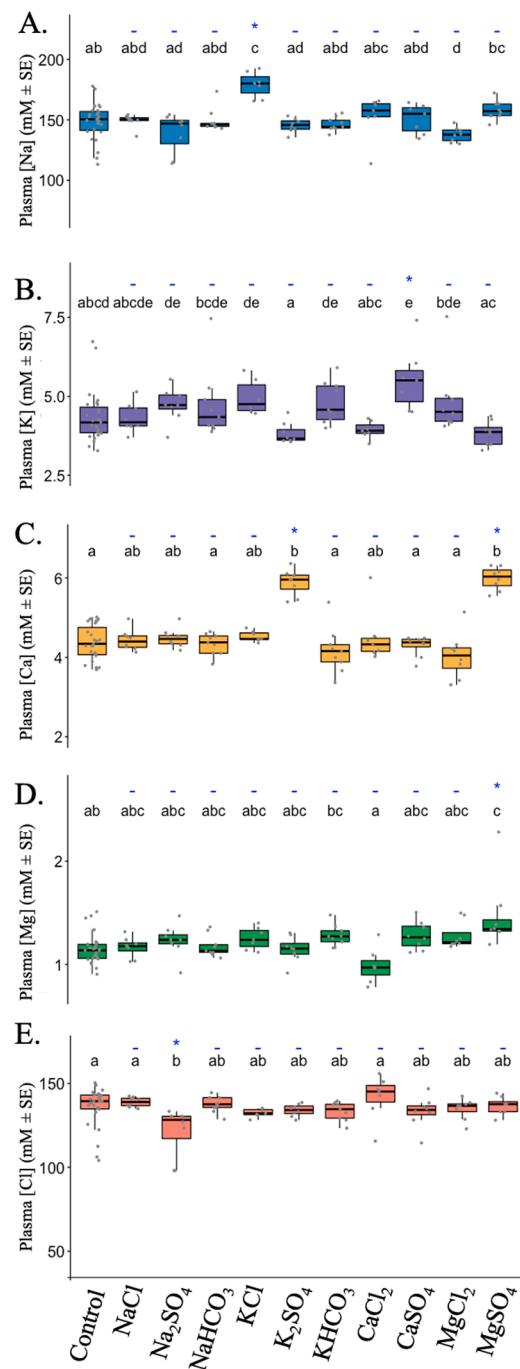 A.
- - - * - - - - - -
ab abd ad abd c ad abd abc abd d bc
Plasma [Na] (mM ± SE)
200
150
100
B.
- - - - - - - * - -
abcd abcde de bcde de a de abc e bde ac
Plasma [K] (mM ± SE)
7.5
5.0
2.5
C.
- - - - * - - - - *
a ab ab a ab b a ab a a b
Plasma [Ca] (mM ± SE)
6
4
2
D.
- - - - - - - - - *
ab abc abc abc abc abc bc a abc abc c
Plasma [Mg] (mM ± SE)
2
1
E.
- * - - - - - - - -
a a b ab ab ab ab a ab ab ab
Plasma [Cl] (mM ± SE)
150
100
50
Control NaCl Na₂SO₄ NaHCO₃ KCl K₂SO₄ KHCO₃ CaCl₂ CaSO₄ MgCl₂ MgSO₄